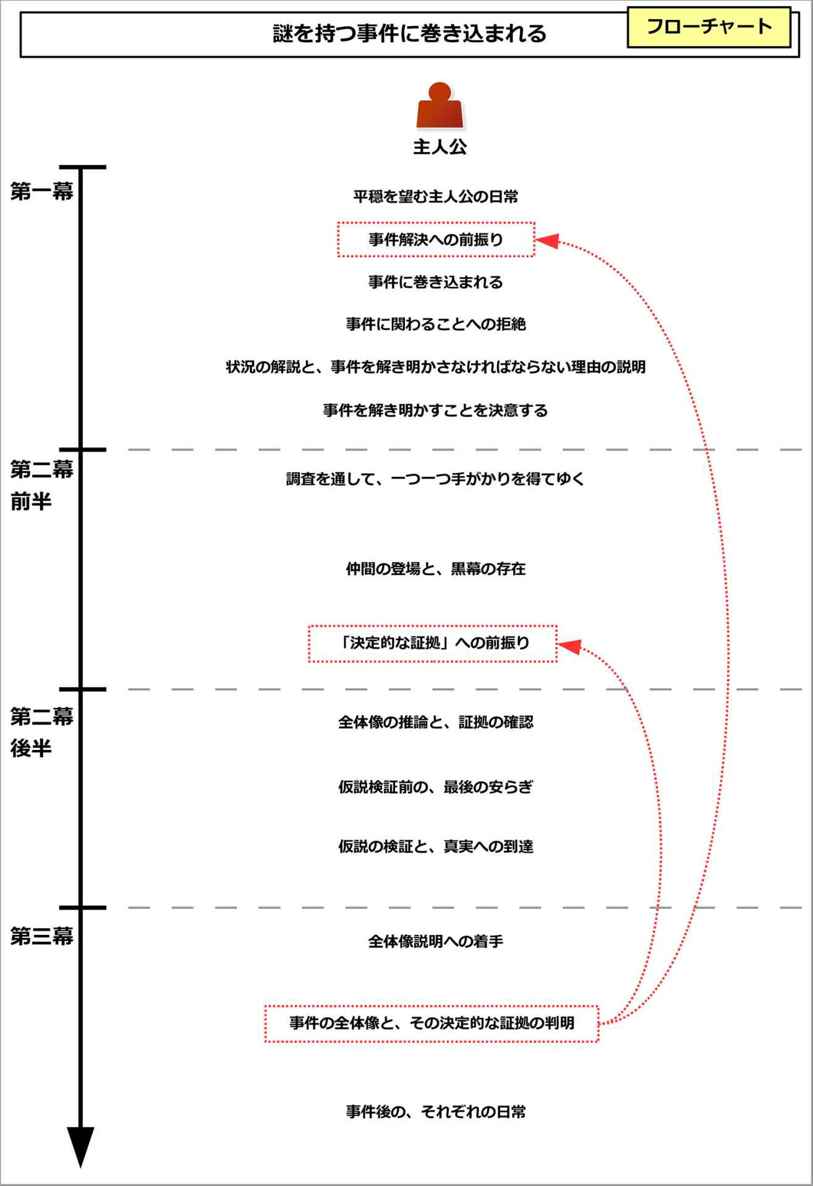 謎を持つ事件に巻き込まれる
フローチャート
主人公
第一幕
平穏を望む主人公の日常
事件解決への前振り
事件に巻き込まれる
事件に関わることへの拒絶
状況の解説と、事件を解き明かさなければならない理由の説明
事件を解き明かすことを決意する
第二幕
前半
調査を通して、一つ一つ手がかりを得てゆく
仲間の登場と、黒幕の存在
「決定的な証拠」への前振り
第二幕
後半
全体像の推論と、証拠の確認
仮説検証前の、最後の安らぎ
仮説の検証と、真実への到達
第三幕
全体像説明への着手
事件の全体像と、その決定的な証拠の判明
事件後の、それぞれの日常